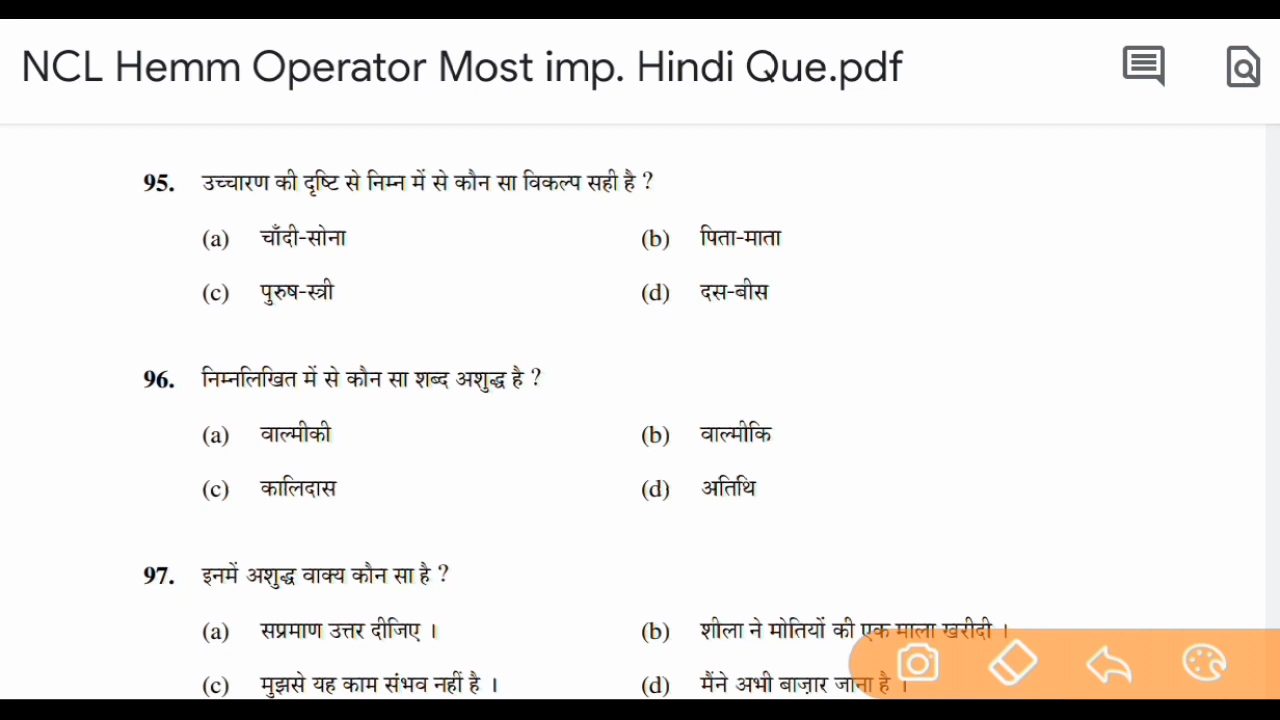 NCL Hemm Operator Most imp. Hindi Que.pdf
95. उच्चारण की दृष्टि से निम्न में से कौन सा विकल्प सही है ?
(a) चाँदी-सोना (b) पिता-माता
(c) पुरुष-स्त्री (d) दस-बीस
96. निम्नलिखित में से कौन सा शब्द अशुद्ध है ?
(a) वाल्मीकी (b) वाल्मीकि
(c) कालिदास (d) अतिथि
97. इनमें अशुद्ध वाक्य कौन सा है ?
(a) सप्रमाण उत्तर दीजिए । (b) शीला ने मोतियों की एक माला खरीदी ।
(c) मुझसे यह काम संभव नहीं है । (d) मैंने अभी बाज़ार जाना है ।